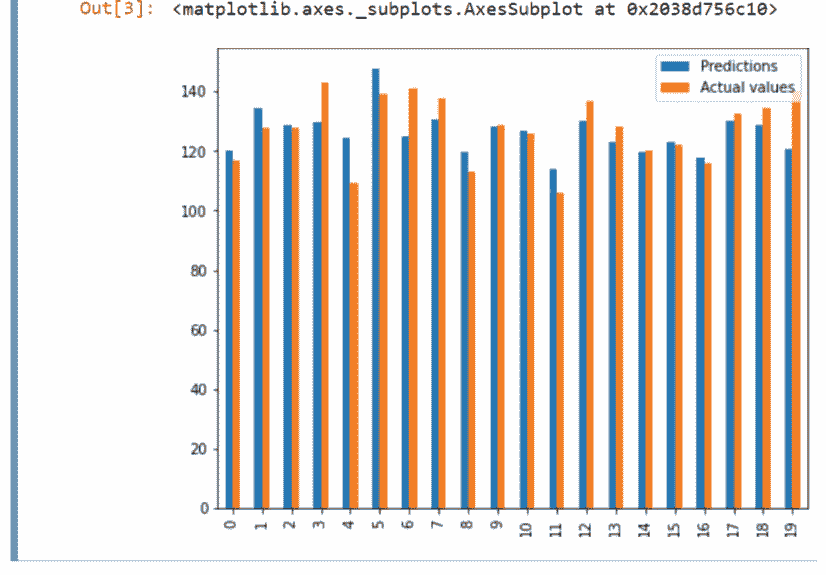 Out[3]: <matplotlib.axes._subplots.AxesSubplot at 0x2038d756c10>
Predictions
Actual values
140
120
100
80
60
40
20
0
0 1 2 3 4 5 6 7 8 9 10 11 12 13 14 15 16 17 18 19